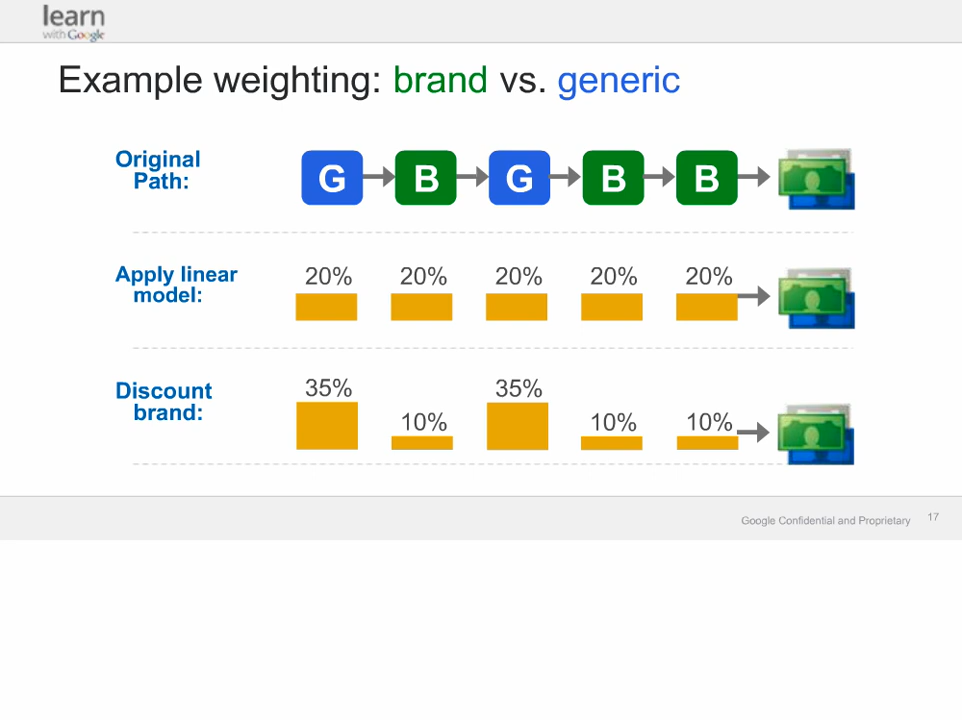 learn
with Google
Example weighting: brand vs. generic
Original
Path:
G B G B B
Apply linear
model:
20% 20% 20% 20% 20%
Discount
brand:
35% 10% 35% 10% 10%
Google Confidential and Proprietary 17